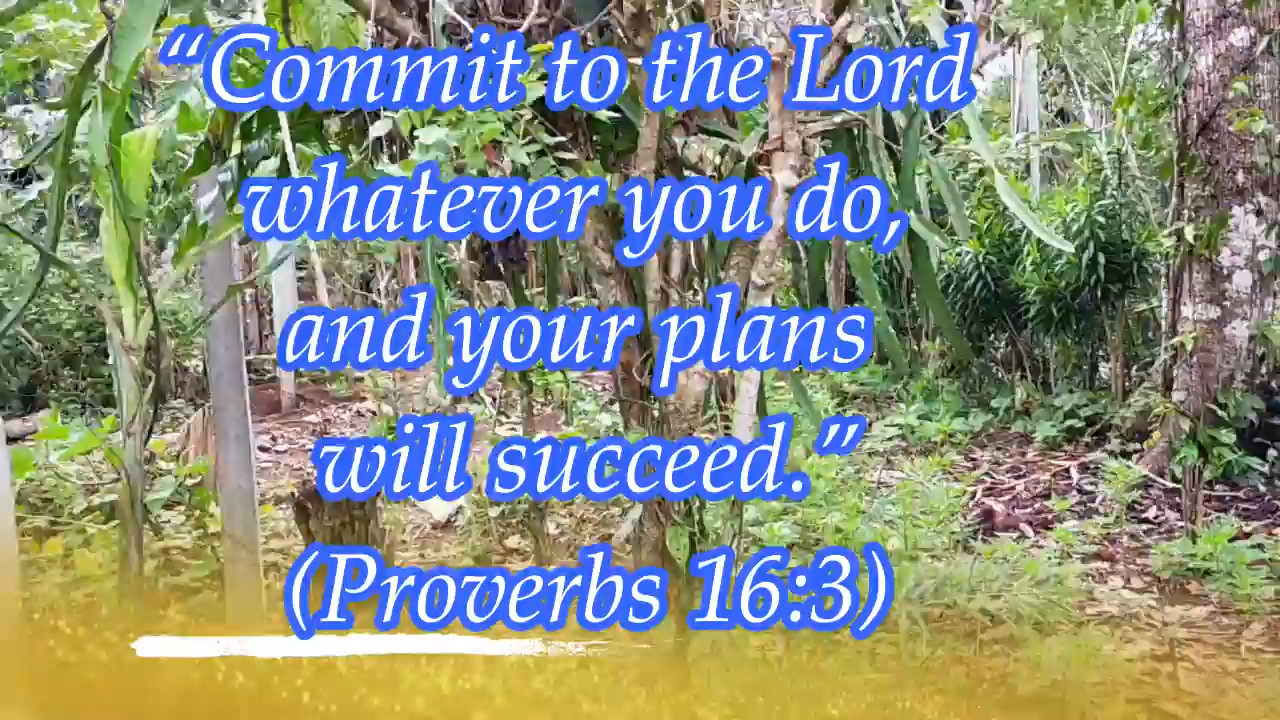 “Commit to the Lord
whatever you do,
and your plans
will succeed.”
(Proverbs 16:3)